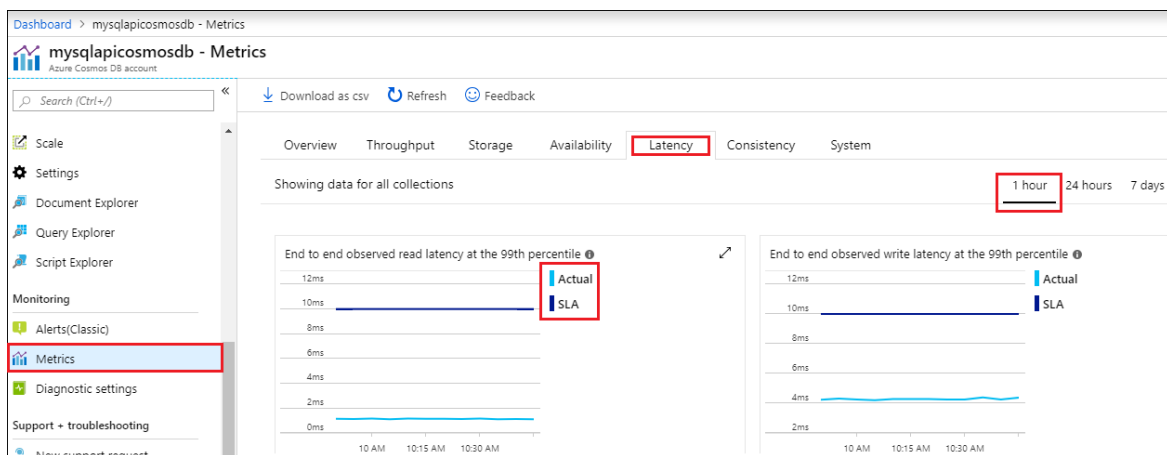 Dashboard > mysqlapicosmosdb - Metrics
mysqlapicosmosdb - Metrics
Azure Cosmos DB account
Search (Ctrl+/)
«
Scale
Settings
Document Explorer
Query Explorer
Script Explorer
Monitoring
Alerts(Classic)
Metrics
Diagnostic settings
Support + troubleshooting
New support request
Download as csv Refresh Feedback
Overview Throughput Storage Availability Latency Consistency System
Showing data for all collections
1 hour 24 hours 7 days
End to end observed read latency at the 99th percentile
12ms
10ms
8ms
6ms
4ms
2ms
0ms
10 AM 10:15 AM 10:30 AM
Actual
SLA
End to end observed write latency at the 99th percentile
12ms
10ms
8ms
6ms
4ms
2ms
10 AM 10:15 AM 10:30 AM
Actual
SLA